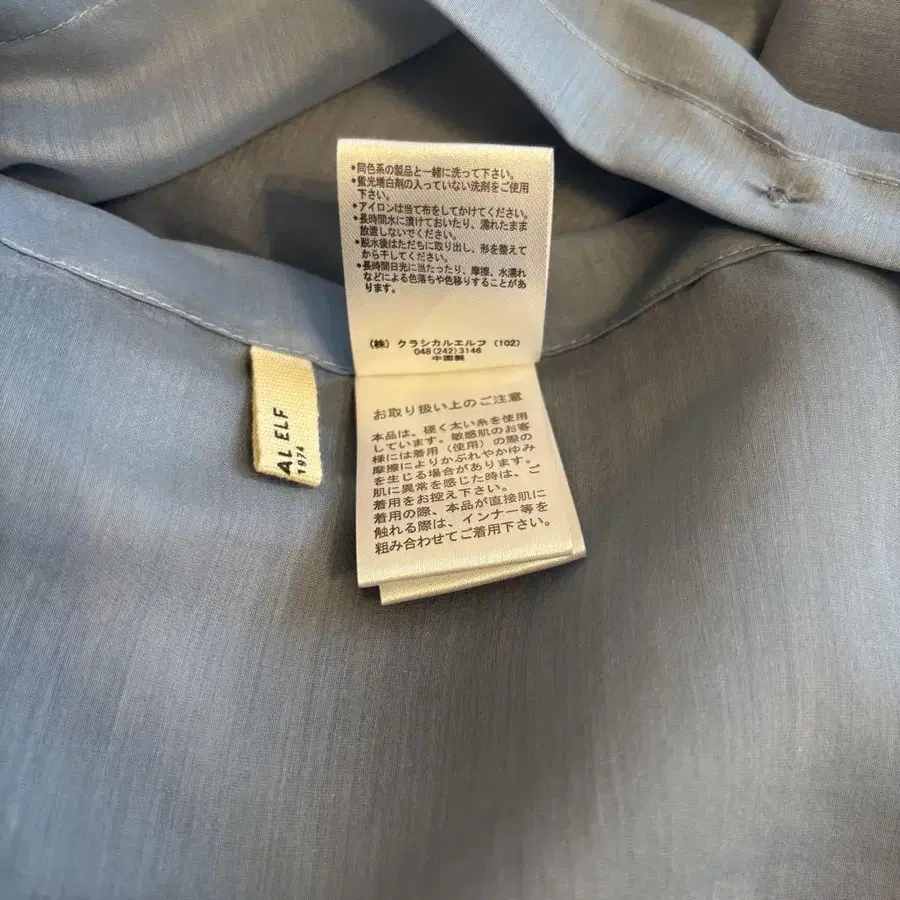 ・同色系の製品と一緒に洗って下さい。
・蛍光増白剤の入っていない洗剤をご使用
下さい。
・アイロンは当て布をしてかけてください。
・長時間水に漬けておいたり、濡れたまま
放置しないでください。
・脱水後はただちに取り出し、形を整えて
から干してください。
・長時間日光に当たったり、摩擦、水濡れ
などによる色落ちや色移りすることがあ
ります。
(株) クラシカルエルフ (102)
048(242)3146
中国製
お取り扱い上のご注意
本品は、硬く太い糸を使用
しています。敏感肌のお客
様には着用（使用）の際の
摩擦によりかぶれやかゆみ
を生じる場合があります。
肌に異常を感じた時は、ご
着用をお控え下さい。
着用の際、本品が直接肌に
触れる際は、インナー等を
組み合わせてご着用下さい。
AL ELF
1974